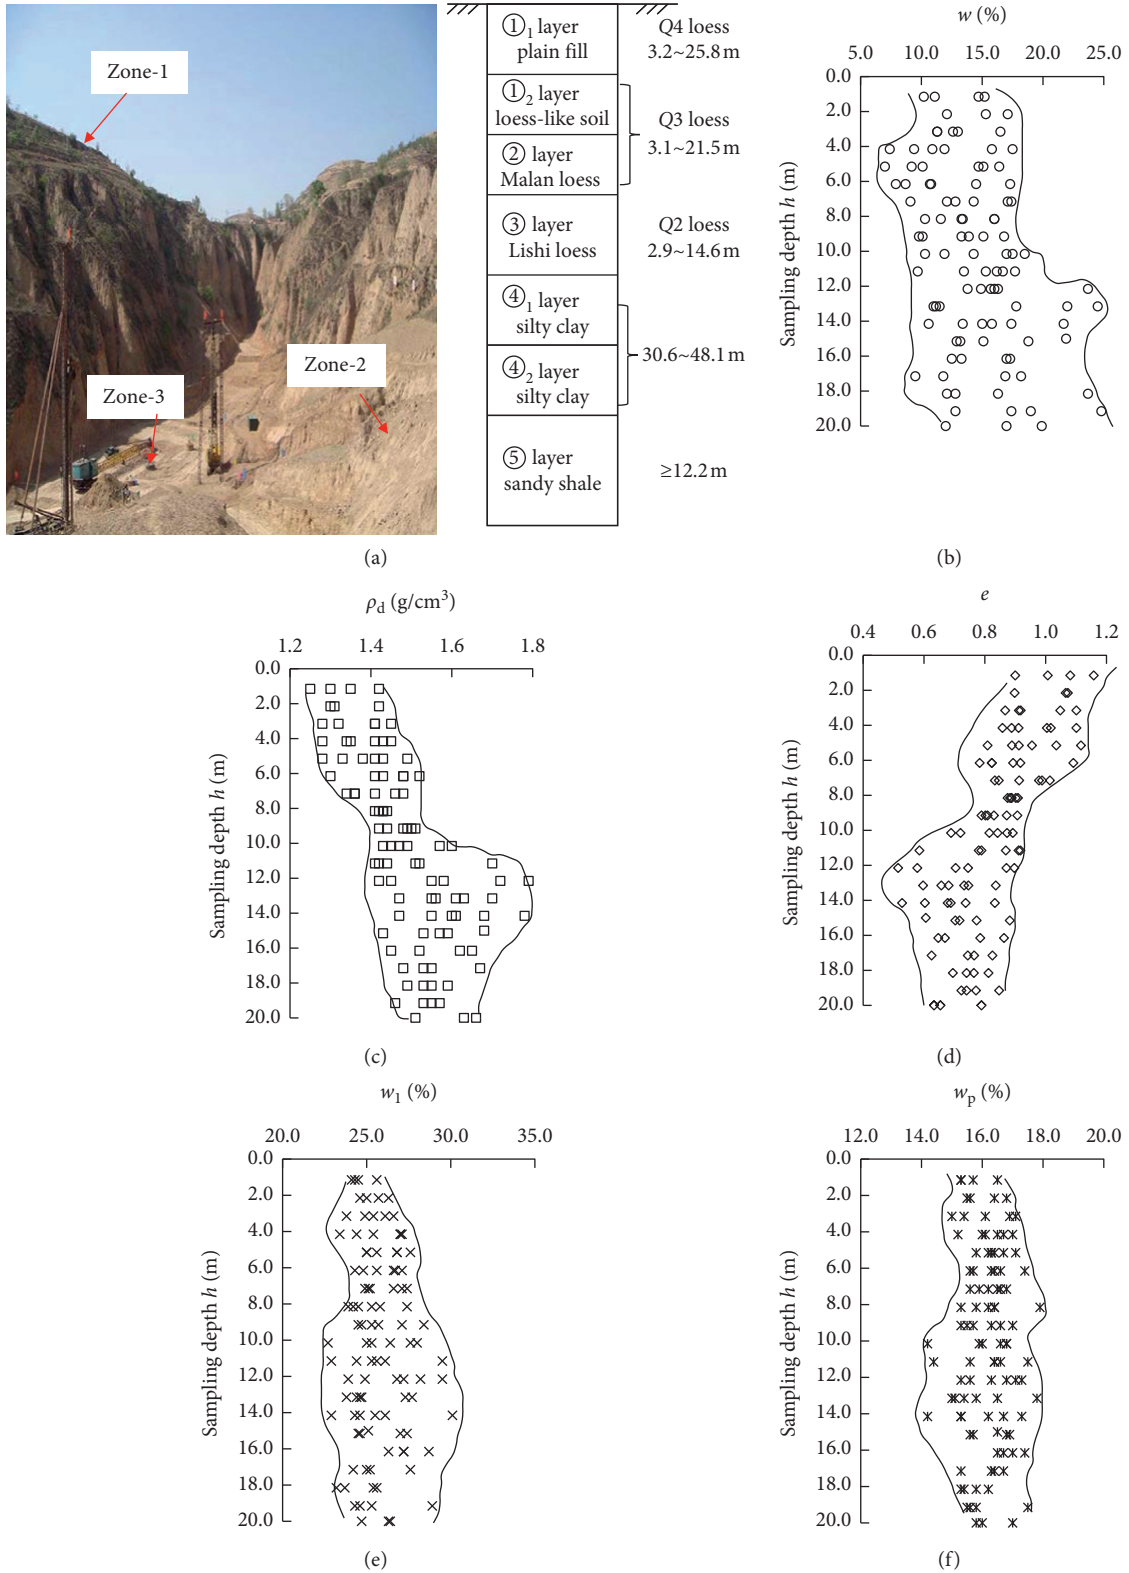 Zone-1
Zone-2
Zone-3
①1 layer
plain fill
①2 layer
loess-like soil
② layer
Malan loess
③ layer
Lishi loess
④1 layer
silty clay
④2 layer
silty clay
⑤ layer
sandy shale
Q4 loess
3.2~25.8 m
Q3 loess
3.1~21.5 m
Q2 loess
2.9~14.6 m
30.6~48.1 m
≥12.2 m
(a)
w (%)
5.0 10.0 15.0 20.0 25.0
0.0
2.0
4.0
6.0
8.0
10.0
12.0
14.0
16.0
18.0
20.0
Sampling depth h (m)
(b)
ρd (g/cm³)
1.2 1.4 1.6 1.8
0.0
2.0
4.0
6.0
8.0
10.0
12.0
14.0
16.0
18.0
20.0
Sampling depth h (m)
(c)
e
0.4 0.6 0.8 1.0 1.2
0.0
2.0
4.0
6.0
8.0
10.0
12.0
14.0
16.0
18.0
20.0
Sampling depth h (m)
(d)
w1 (%)
20.0 25.0 30.0 35.0
0.0
2.0
4.0
6.0
8.0
10.0
12.0
14.0
16.0
18.0
20.0
Sampling depth h (m)
(e)
wp (%)
12.0 14.0 16.0 18.0 20.0
0.0
2.0
4.0
6.0
8.0
10.0
12.0
14.0
16.0
18.0
20.0
Sampling depth h (m)
(f)